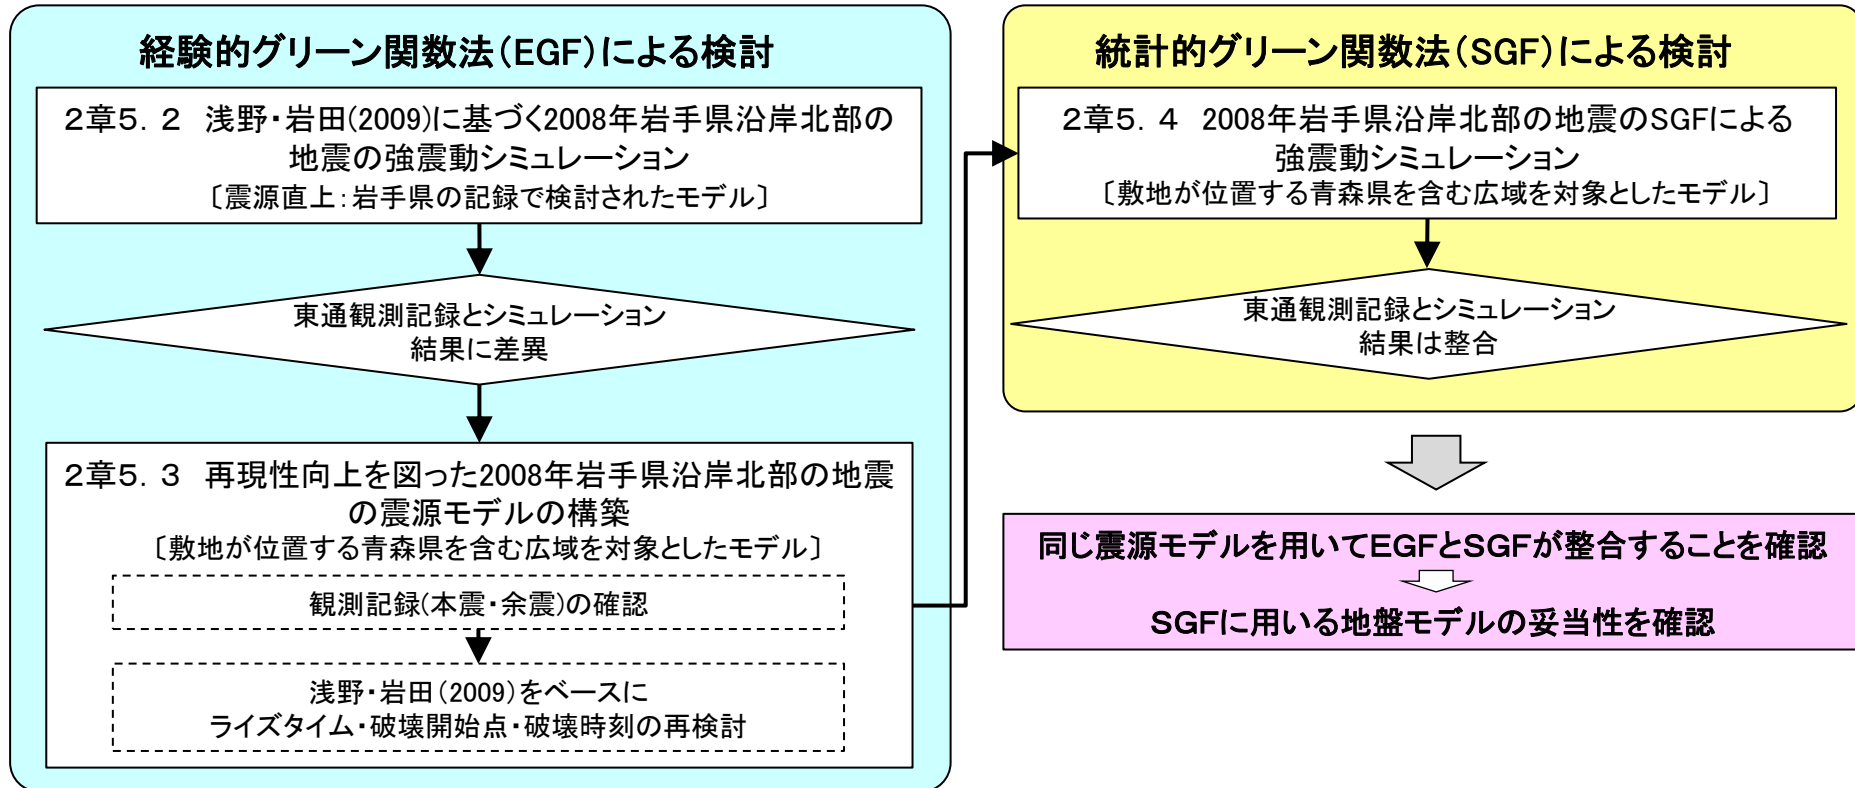 経験的グリーン関数法(EGF)による検討
2章5．2　浅野・岩田(2009)に基づく2008年岩手県沿岸北部の
地震の強震動シミュレーション
〔震源直上：岩手県の記録で検討されたモデル〕
東通観測記録とシミュレーション
結果に差異
2章5．3　再現性向上を図った2008年岩手県沿岸北部の地震
の震源モデルの構築
〔敷地が位置する青森県を含む広域を対象としたモデル〕
観測記録(本震・余震)の確認
浅野・岩田(2009)をベースに
ライズタイム・破壊開始点・破壊時刻の再検討
統計的グリーン関数法(SGF)による検討
2章5．4　2008年岩手県沿岸北部の地震のSGFによる
強震動シミュレーション
〔敷地が位置する青森県を含む広域を対象としたモデル〕
東通観測記録とシミュレーション
結果は整合
同じ震源モデルを用いてEGFとSGFが整合することを確認
SGFに用いる地盤モデルの妥当性を確認